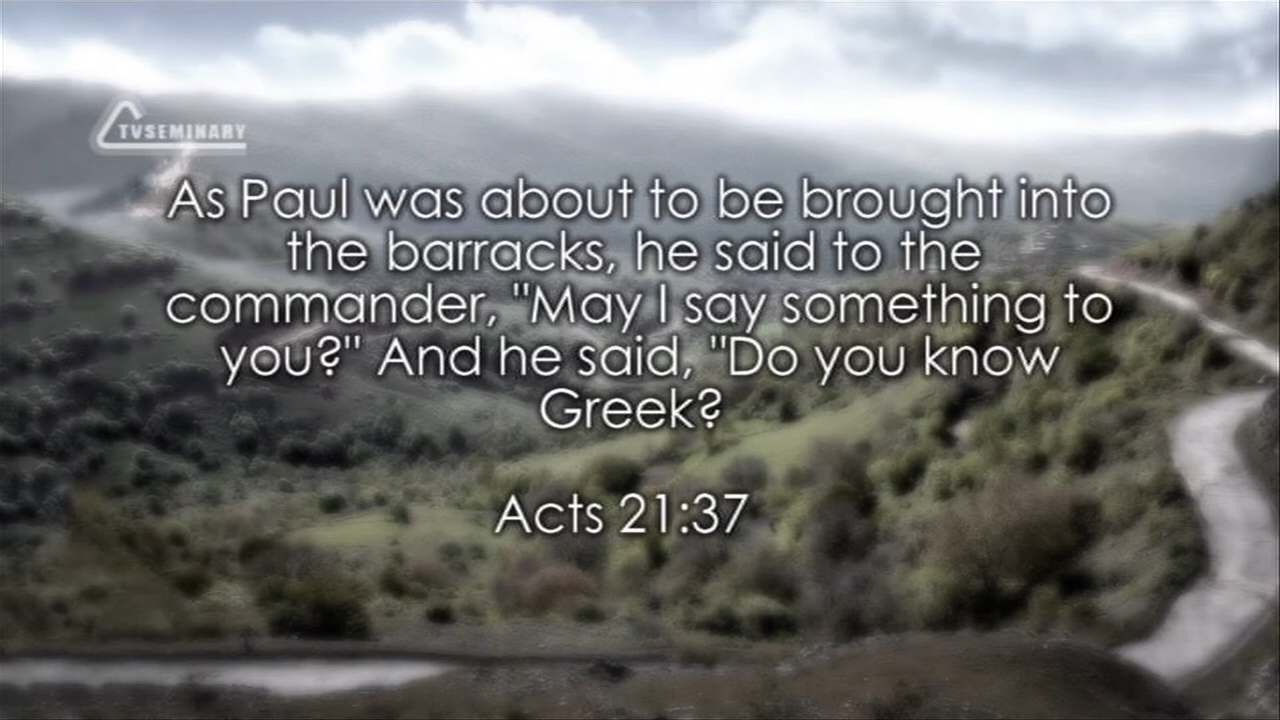 TVSEMINARY
As Paul was about to be brought into
the barracks, he said to the
commander, "May I say something to
you?" And he said, "Do you know
Greek?
Acts 21:37